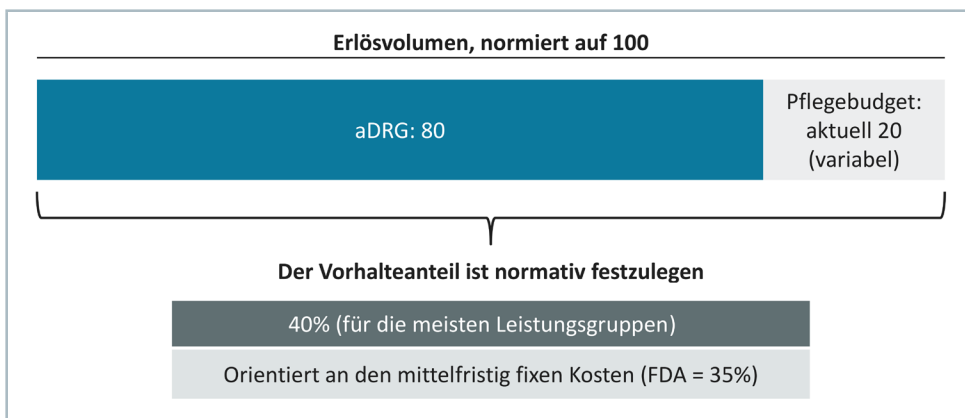 Erlösvolumen, normiert auf 100
aDRG: 80
Pflegebudget:
aktuell 20
(variabel)
Der Vorhalteanteil ist normativ festzulegen
40% (für die meisten Leistungsgruppen)
Orientiert an den mittelfristig fixen Kosten (FDA = 35%)